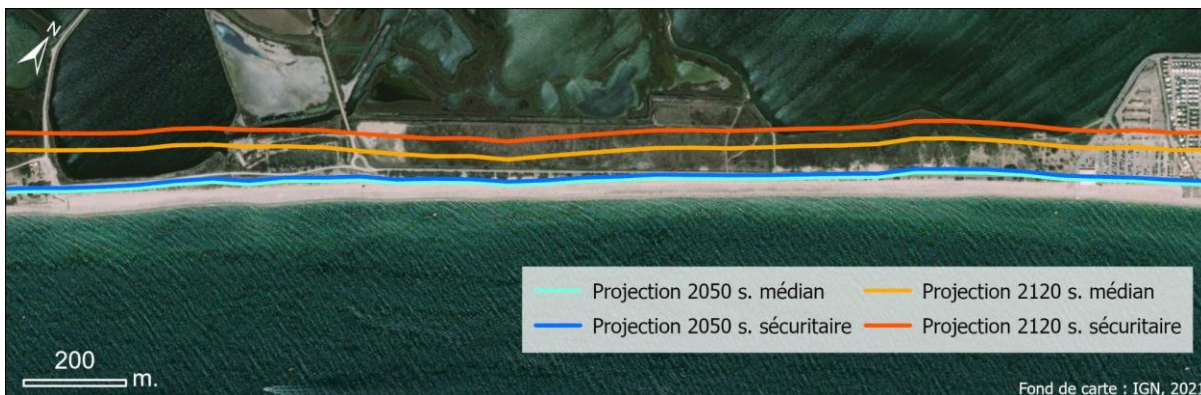 N
Projection 2050 s. médian
Projection 2120 s. médian
Projection 2050 s. sécuritaire
Projection 2120 s. sécuritaire
200
m.
Fond de carte : IGN, 2021